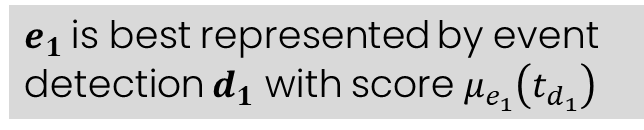 e₁ is best represented by event
detection d₁ with score μ_{e₁}(t_{d₁})